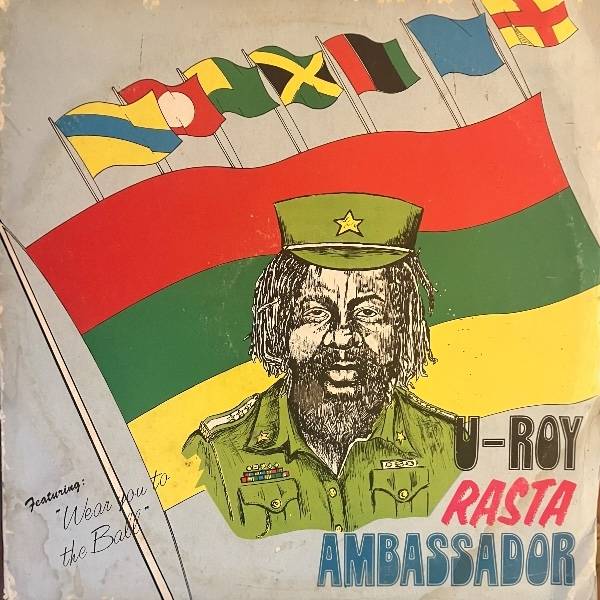 U-ROY
RASTA
AMBASSADOR
Featuring:
"Wear you to
the Ball"